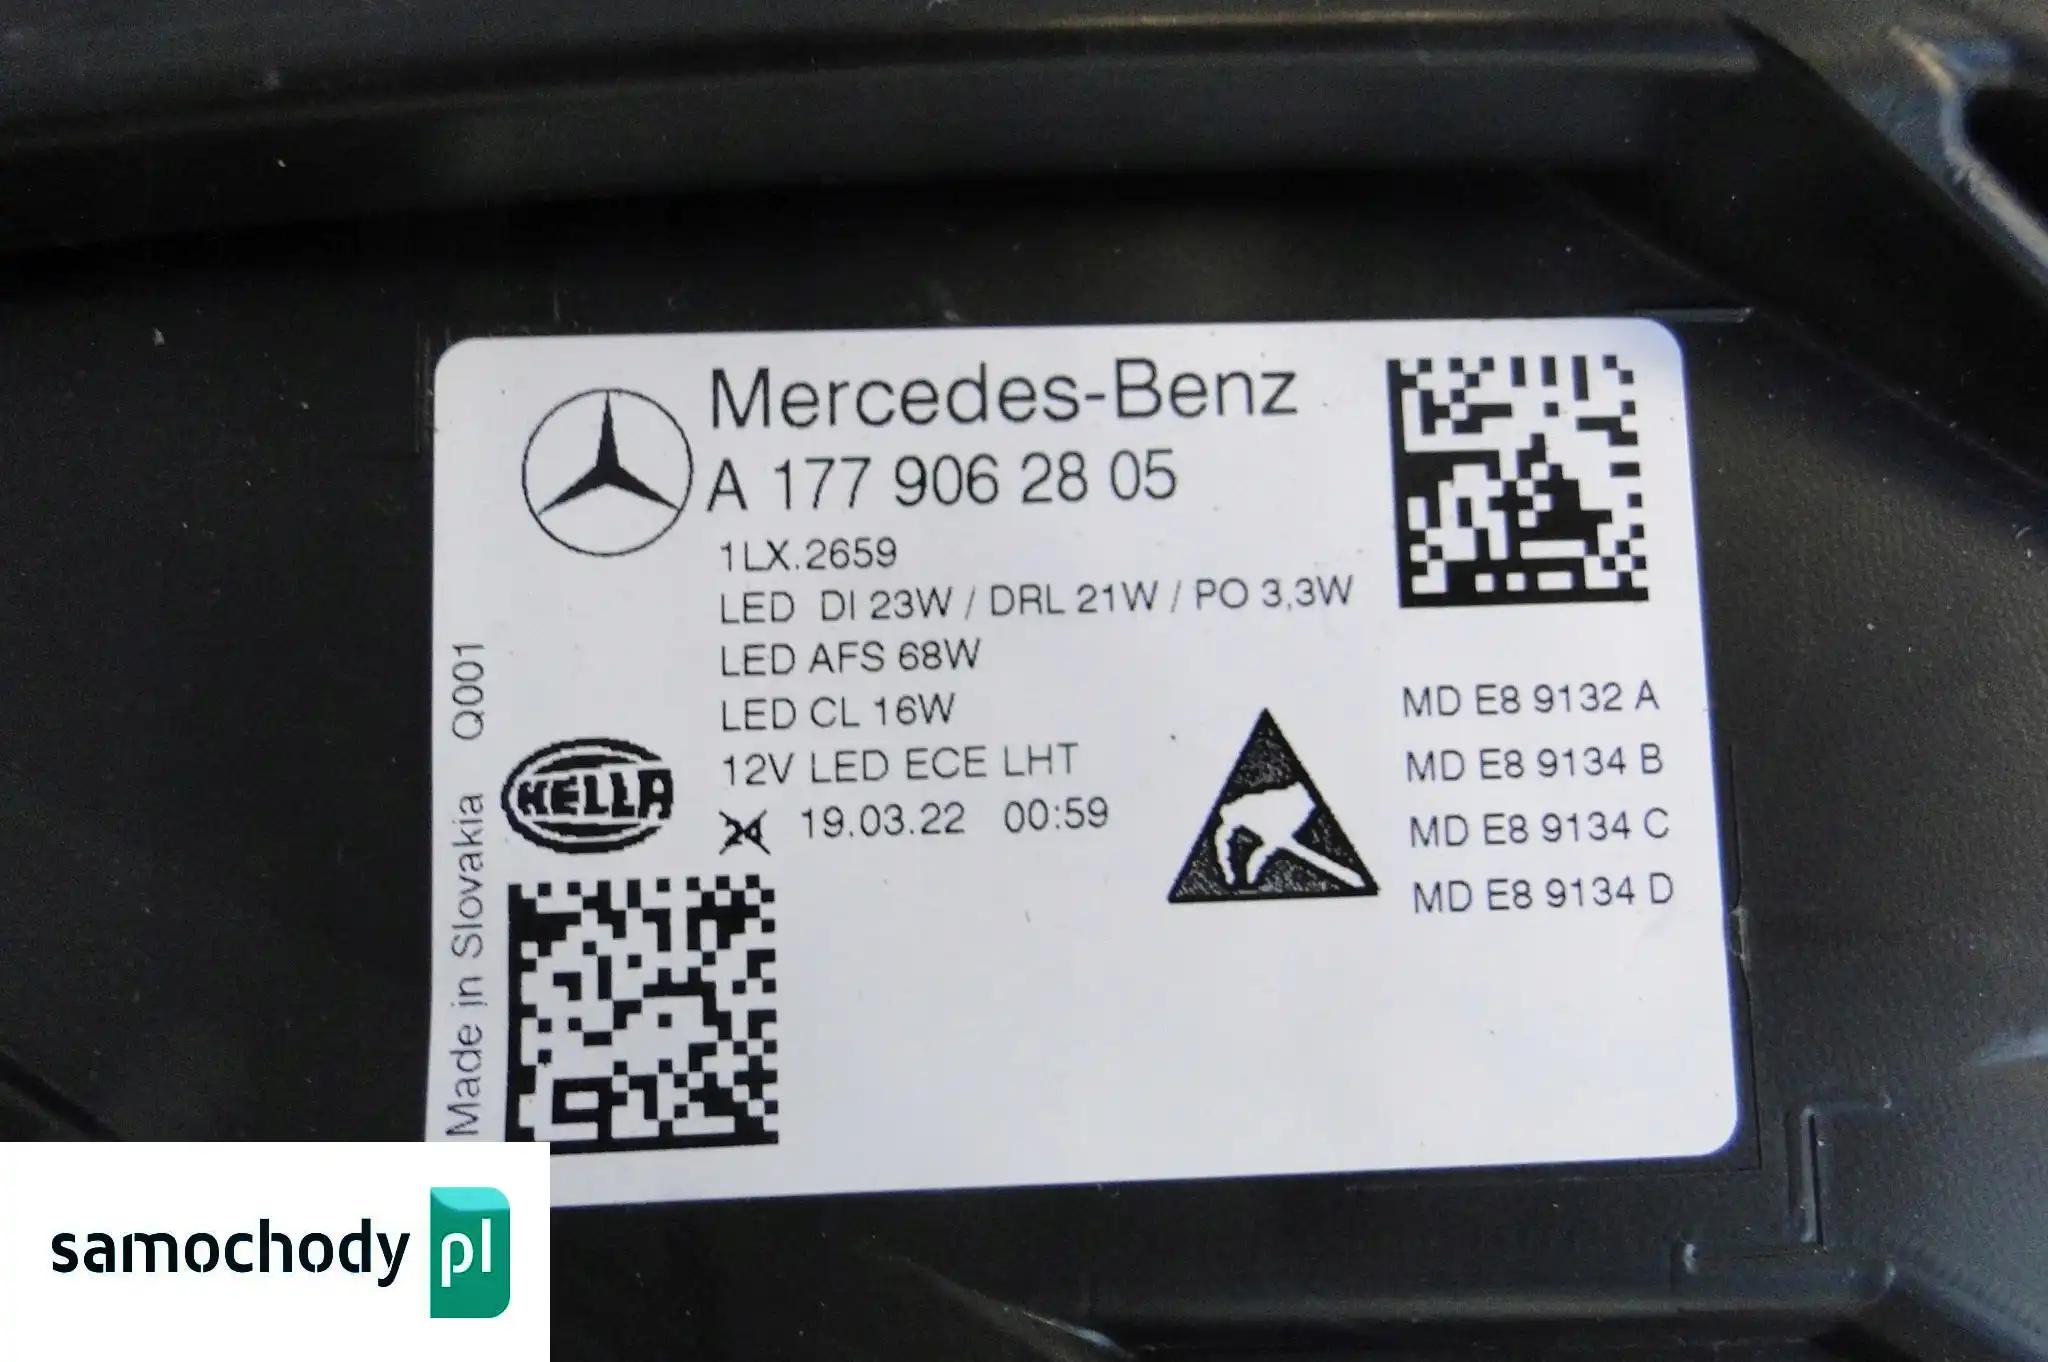 Mercedes-Benz
A 177 906 28 05
1LX.2659
LED DI 23W / DRL 21W / PO 3,3W
LED AFS 68W
LED CL 16W
12V LED ECE LHT
24 19.03.22 00:59
HELLA
Made in Slovakia Q001
MD E8 9132 A
MD E8 9134 B
MD E8 9134 C
MD E8 9134 D
samochody pl